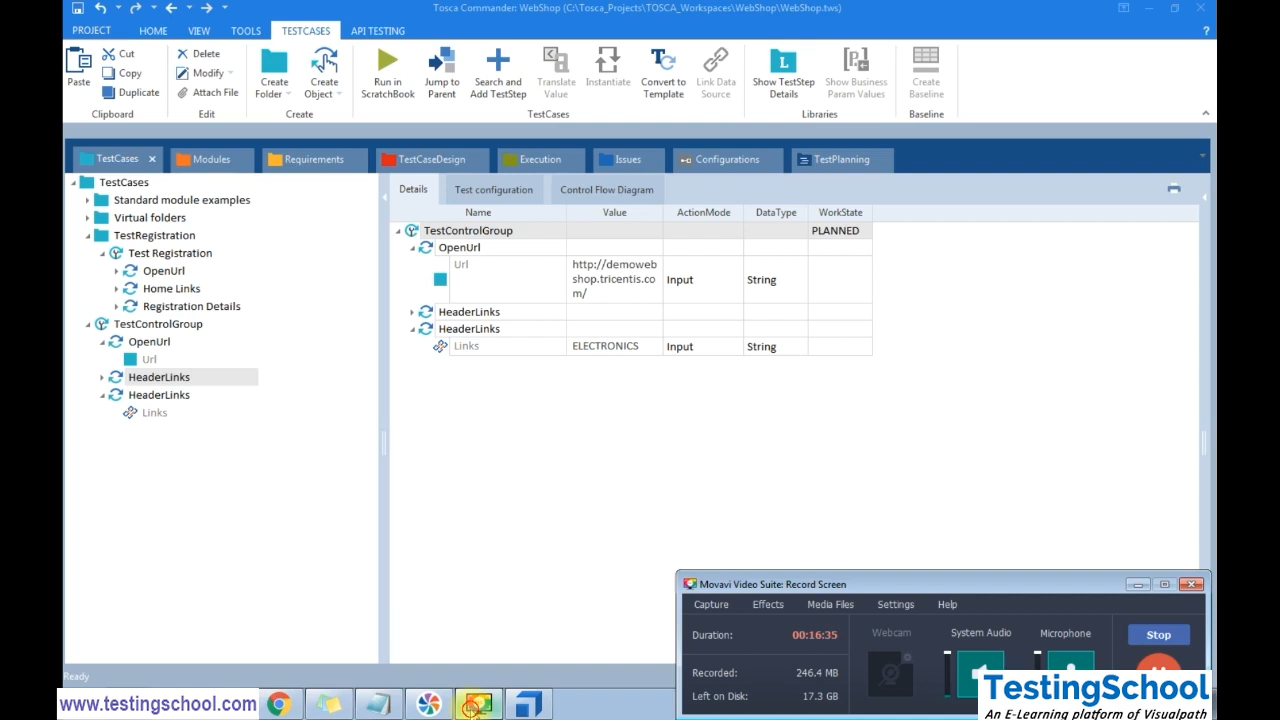 Tosca Commander: WebShop (C:\Tosca_Projects\TOSCA_Workspaces\WebShop\WebShop.tws)
PROJECT HOME VIEW TOOLS TESTCASES API TESTING
Paste
Cut
Copy
Duplicate
Clipboard
Delete
Modify
Attach File
Edit
Create Folder
Create Object
Create
Run in ScratchBook
Jump to Parent
Search and Add TestStep
Translate Value
Instantiate
Convert to Template
Link Data Source
TestCases
Show TestStep Details
Show Business Param Values
Libraries
Create Baseline
Baseline
TestCases Modules Requirements TestCaseDesign Execution Issues Configurations TestPlanning
TestCases
Standard module examples
Virtual folders
TestRegistration
Test Registration
OpenUrl
Home Links
Registration Details
TestControlGroup
OpenUrl
Url
HeaderLinks
HeaderLinks
Links
Details Test configuration Control Flow Diagram
Name Value ActionMode DataType WorkState
TestControlGroup PLANNED
OpenUrl
Url http://demoweb
shop.tricentis.co Input String
m/
HeaderLinks
HeaderLinks
Links ELECTRONICS Input String
Ready
Movavi Video Suite: Record Screen
Capture Effects Media Files Settings Help
Duration: 00:16:35
Recorded: 246.4 MB
Left on Disk: 17.3 GB
Webcam System Audio Microphone
Stop
www.testingschool.com
TestingSchool
An E-Learning platform of Visualpath